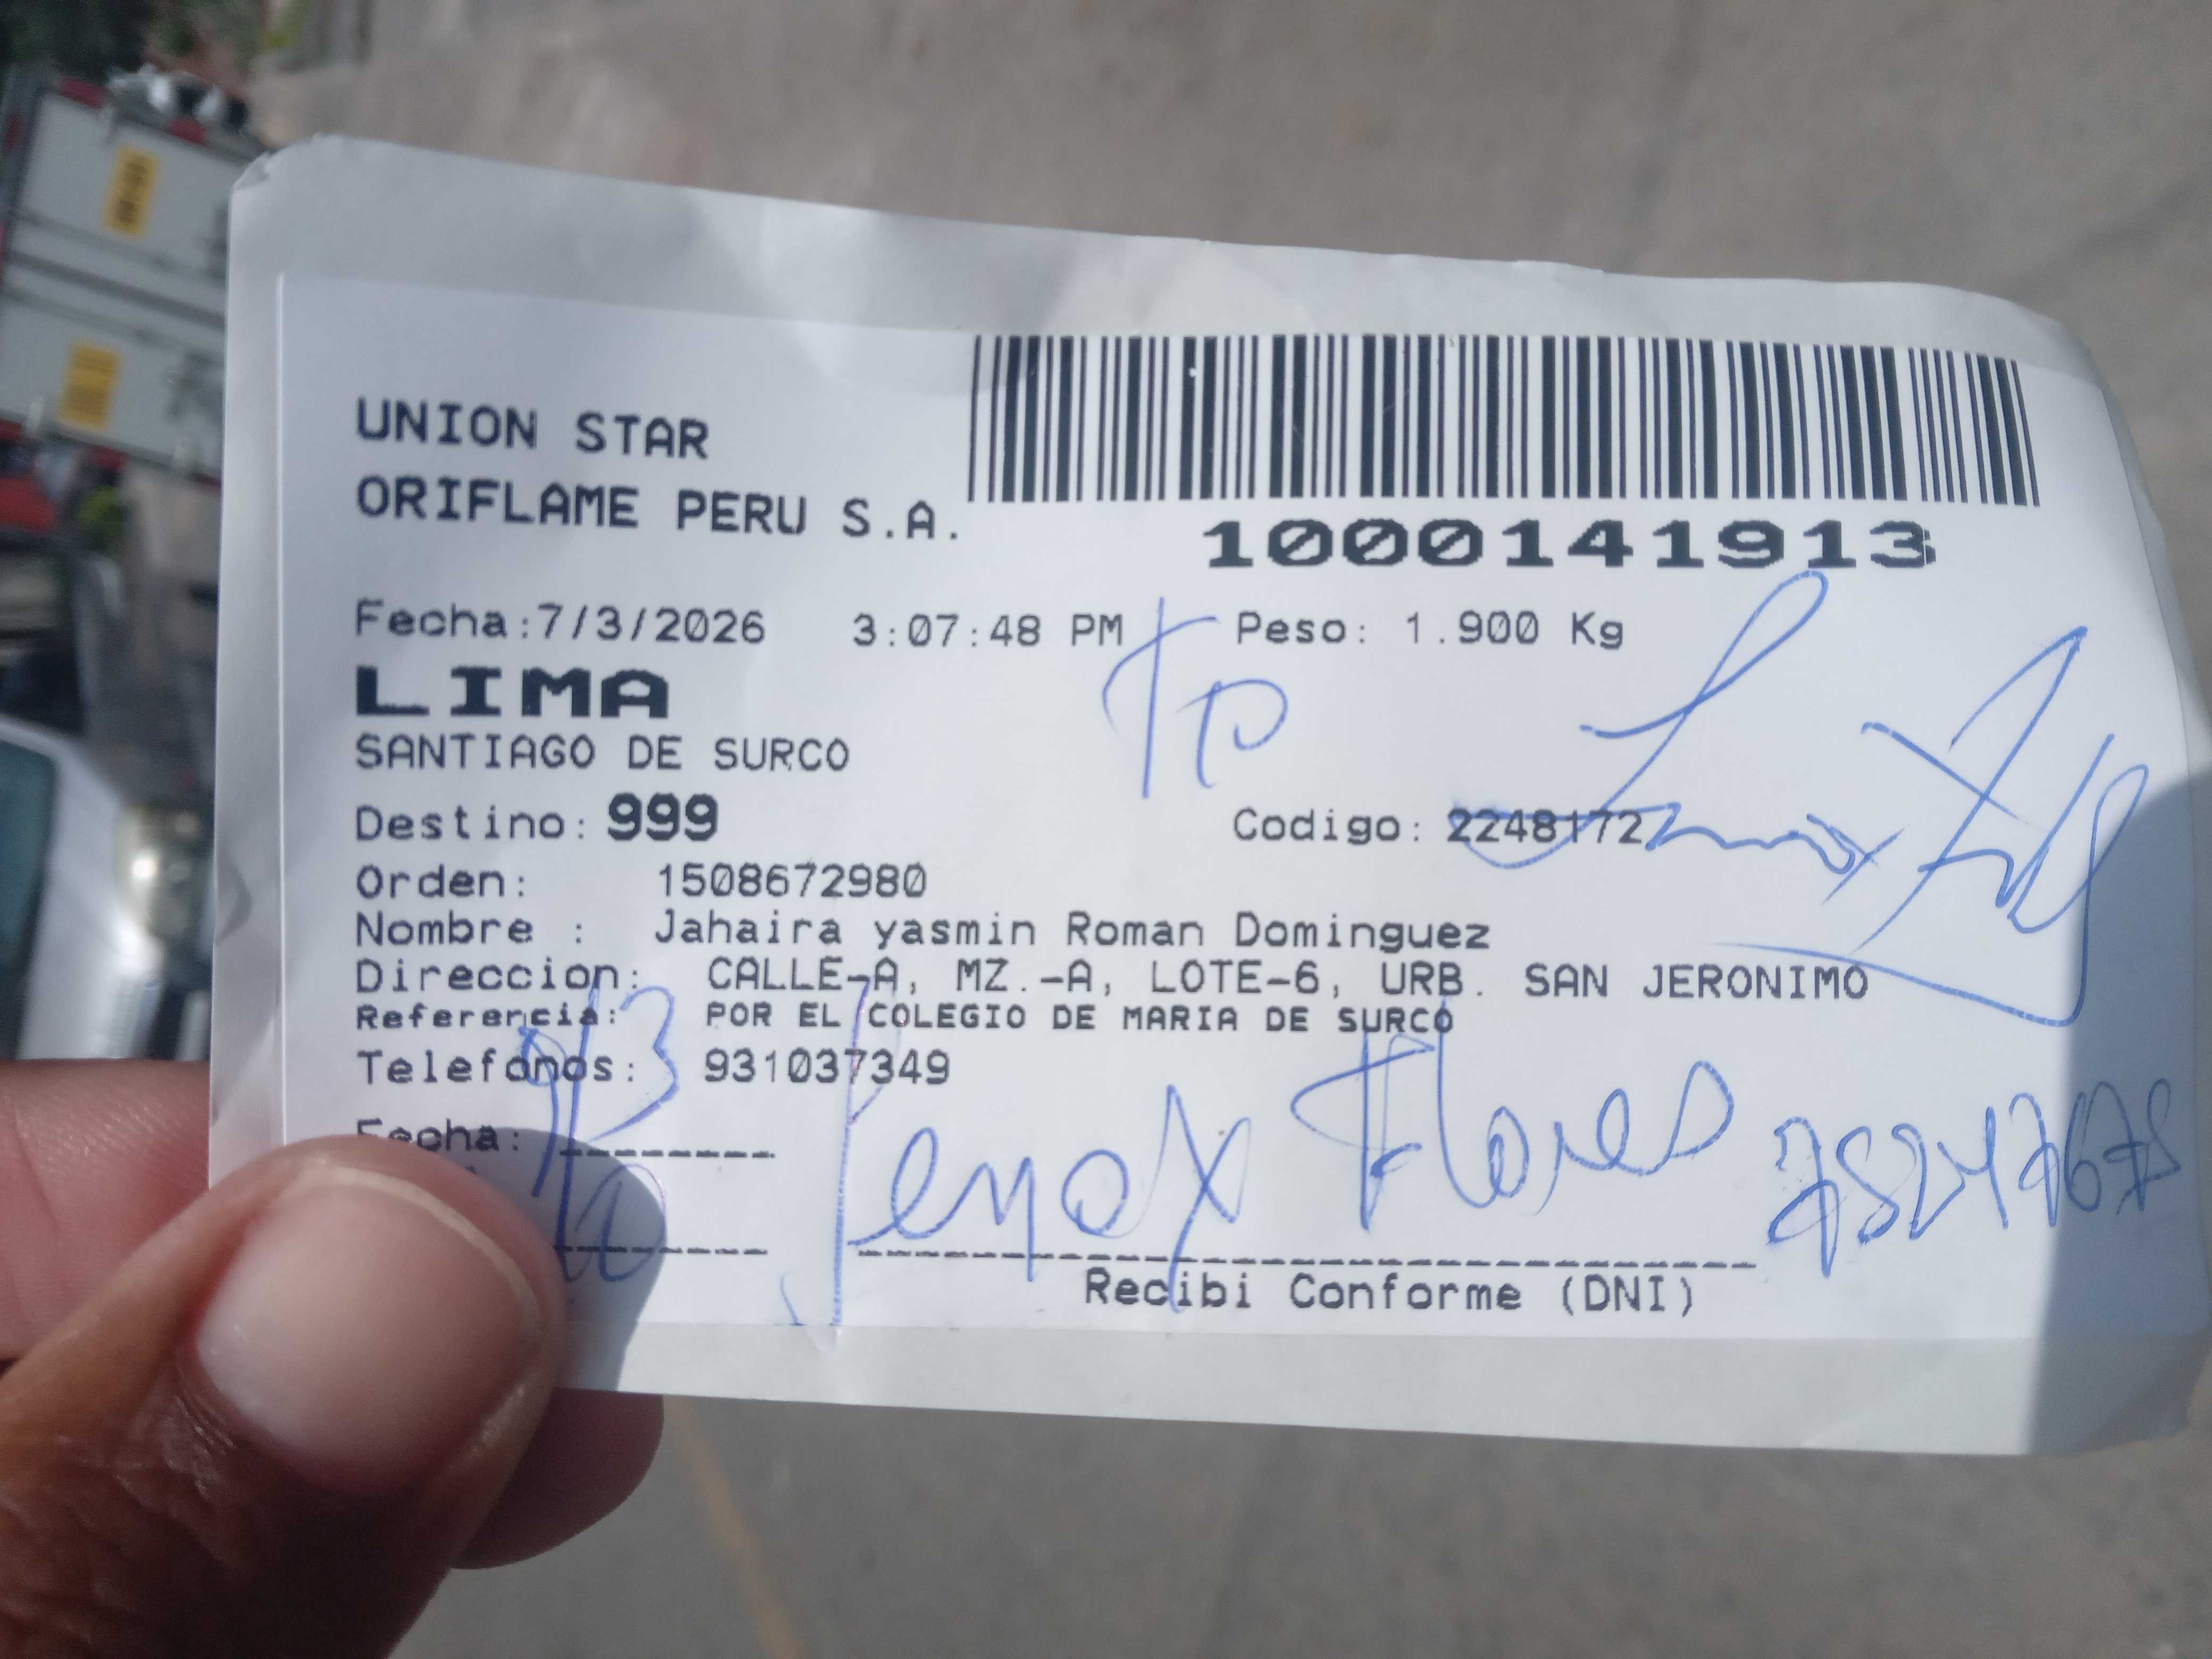 UNION STAR
ORIFLAME PERU S.A.
1000141913
Fecha:7/3/2026 3:07:48 PM Peso: 1.900 Kg
LIMA
SANTIAGO DE SURCO
Destino: 999 Codigo: 2248172
Orden: 1508672980
Nombre : Jahaira yasmin Roman Dominguez
Direccion: CALLE-A, MZ.-A, LOTE-6, URB. SAN JERONIMO
Referencia: POR EL COLEGIO DE MARIA DE SURCO
Telefonos: 931037349
Fecha:
Flores
Recibi Conforme (DNI)